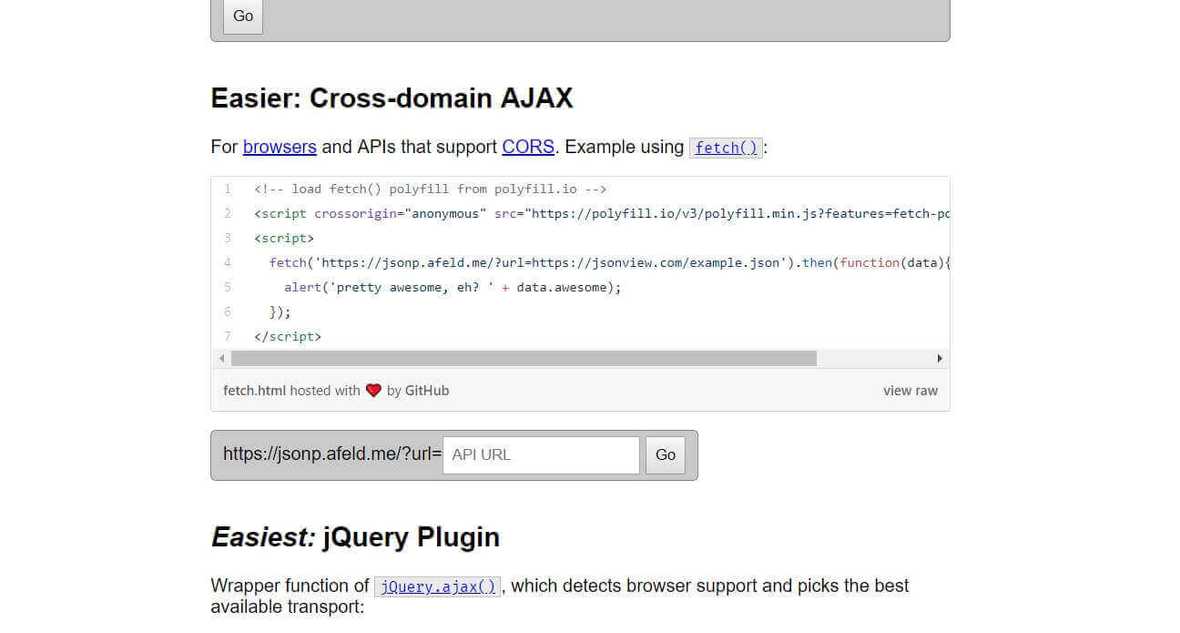 Go
Easier: Cross-domain AJAX
For browsers and APIs that support CORS. Example using fetch():
1 <!-- load fetch() polyfill from polyfill.io -->
2 <script crossorigin="anonymous" src="https://polyfill.io/v3/polyfill.min.js?features=fetch-po
3 <script>
4 fetch('https://jsonp.afeld.me/?url=https://jsonview.com/example.json').then(function(data){
5 alert('pretty awesome, eh? ' + data.awesome);
6 });
7 </script>
fetch.html hosted with ❤ by GitHub view raw
https://jsonp.afeld.me/?url= API URL Go
Easiest: jQuery Plugin
Wrapper function of jQuery.ajax(), which detects browser support and picks the best
available transport: